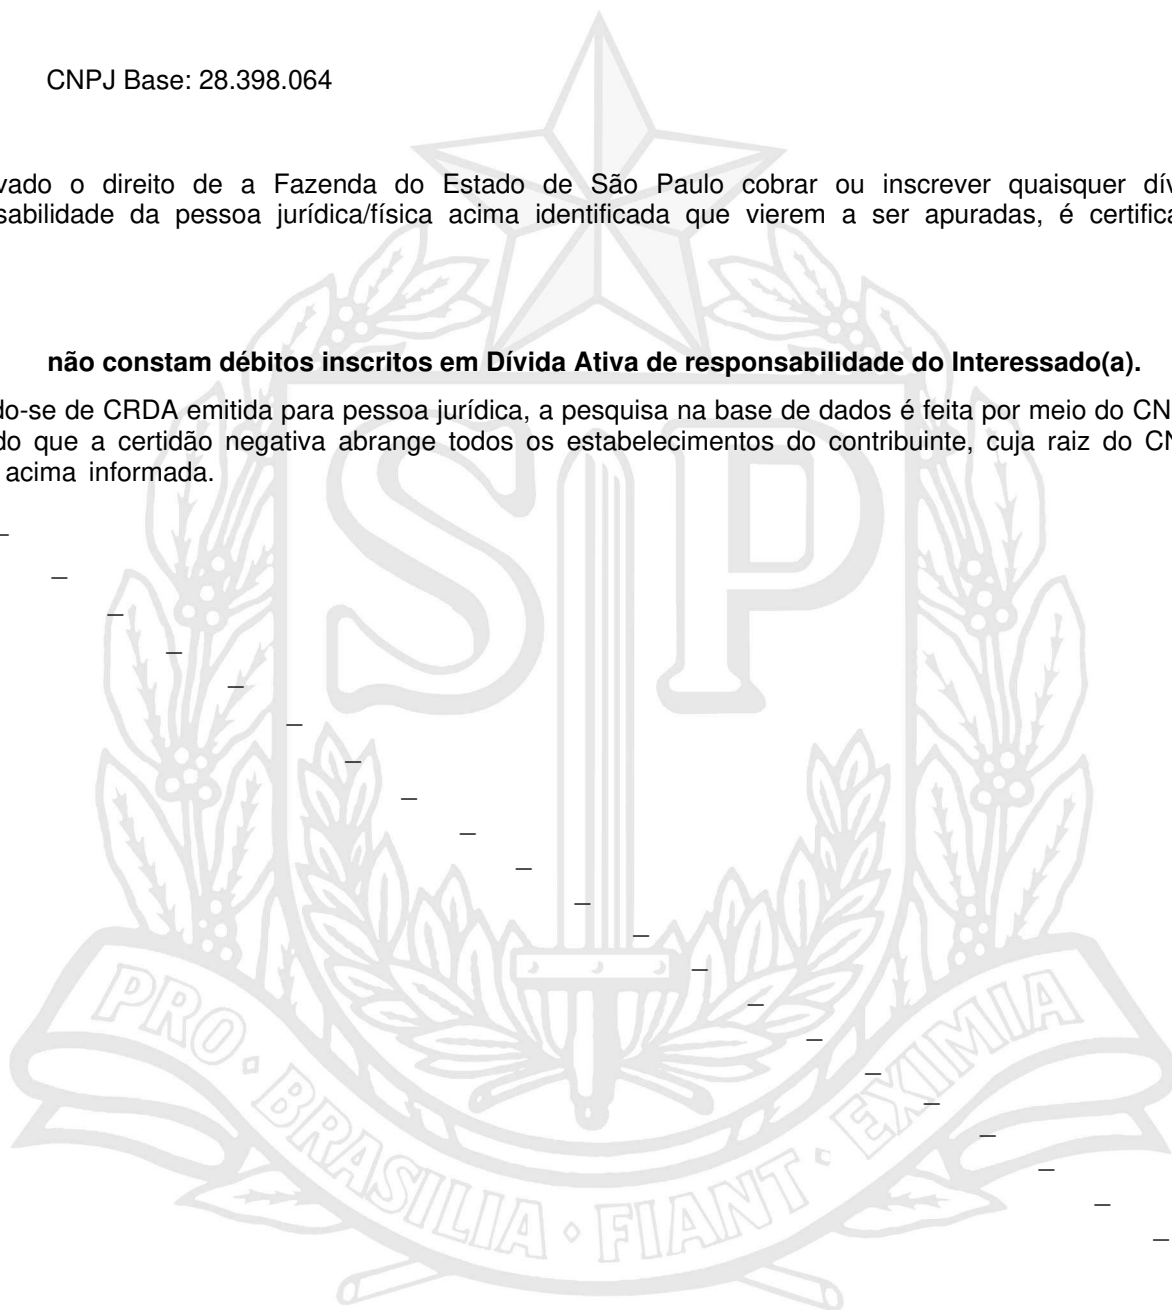 CNPJ Base: 28.398.064
vado o direito de a Fazenda do Estado de São Paulo cobrar ou inscrever quaisquer dív
sabilidade da pessoa jurídica/física acima identificada que vierem a ser apuradas, é certifica
não constam débitos inscritos em Dívida Ativa de responsabilidade do Interessado(a).
do-se de CRDA emitida para pessoa jurídica, a pesquisa na base de dados é feita por meio do CN
do que a certidão negativa abrange todos os estabelecimentos do contribuinte, cuja raiz do CN
acima informada.
SP
PRO • BRASILIA • FIANT • EXIMIA